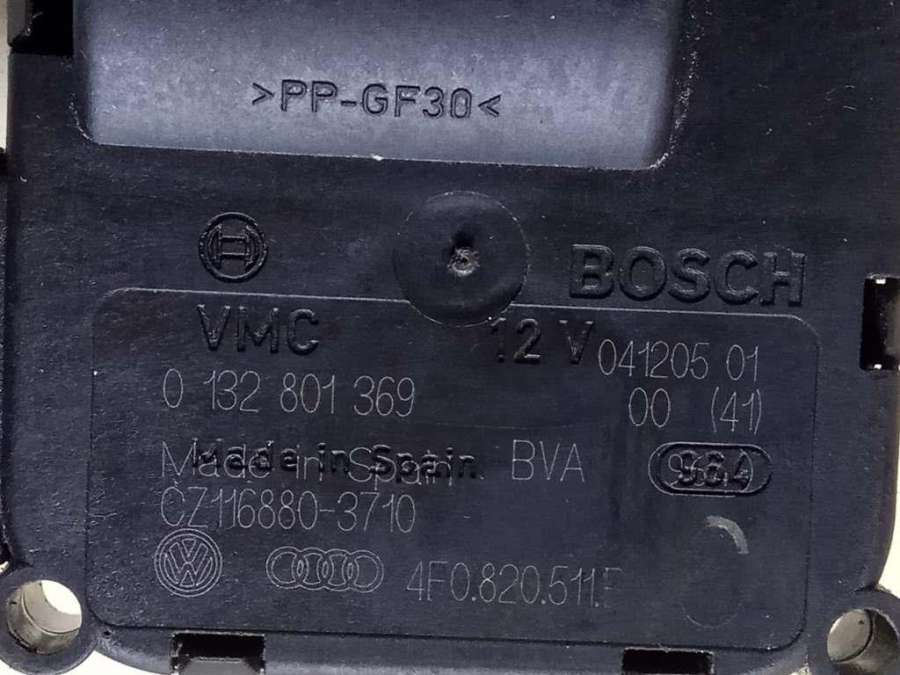 >PP-GF30<
BOSCH
VMC 12 V 041205 01
0 132 801 369 00 (41)
Made in Spain BVA
CZ116880-3710
4F0.820.511.